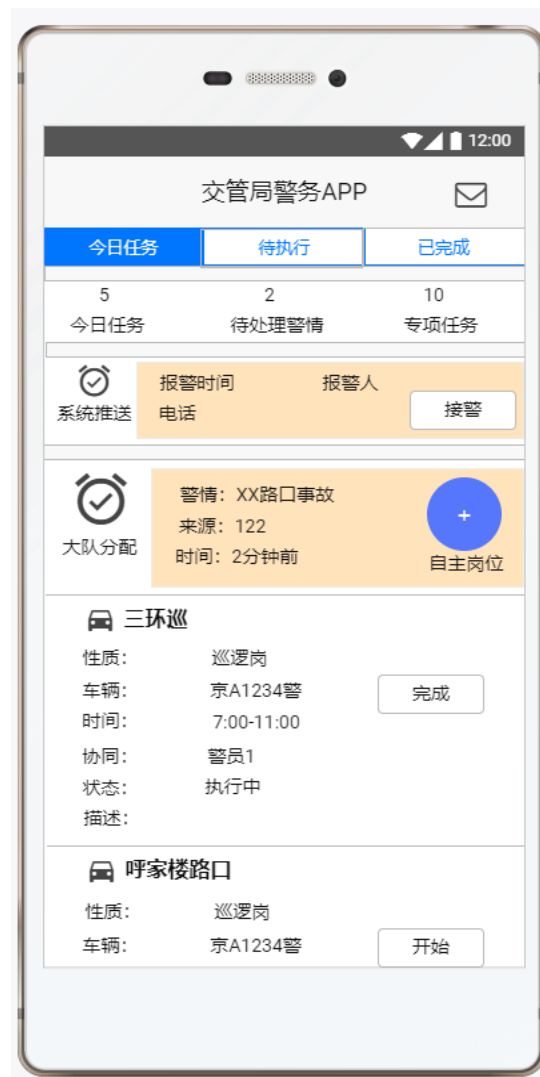 12:00
交管局警务APP
今日任务 待执行 已完成
5 2 10
今日任务 待处理警情 专项任务
报警时间 报警人
系统推送 电话 接警
警情：XX路口事故
来源：122 +
大队分配 时间：2分钟前 自主岗位
三环巡
性质： 巡逻岗
车辆： 京A1234警 完成
时间： 7:00-11:00
协同： 警员1
状态： 执行中
描述：
呼家楼路口
性质： 巡逻岗
车辆： 京A1234警 开始